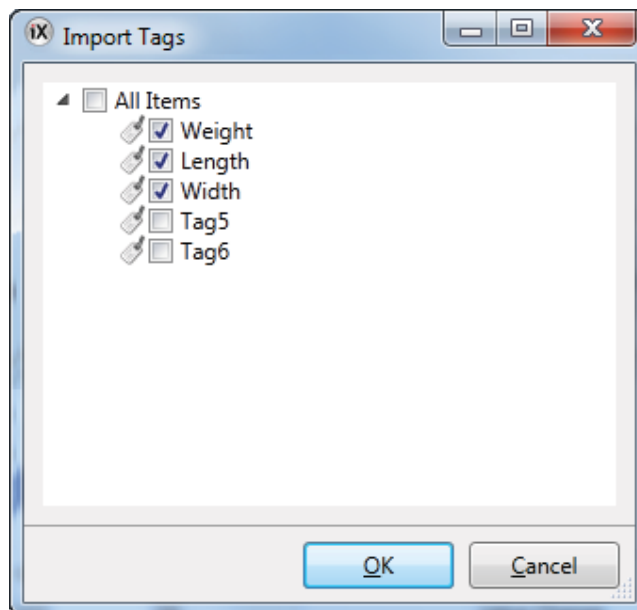 iX Import Tags
All Items
Weight
Length
Width
Tag5
Tag6
OK
Cancel